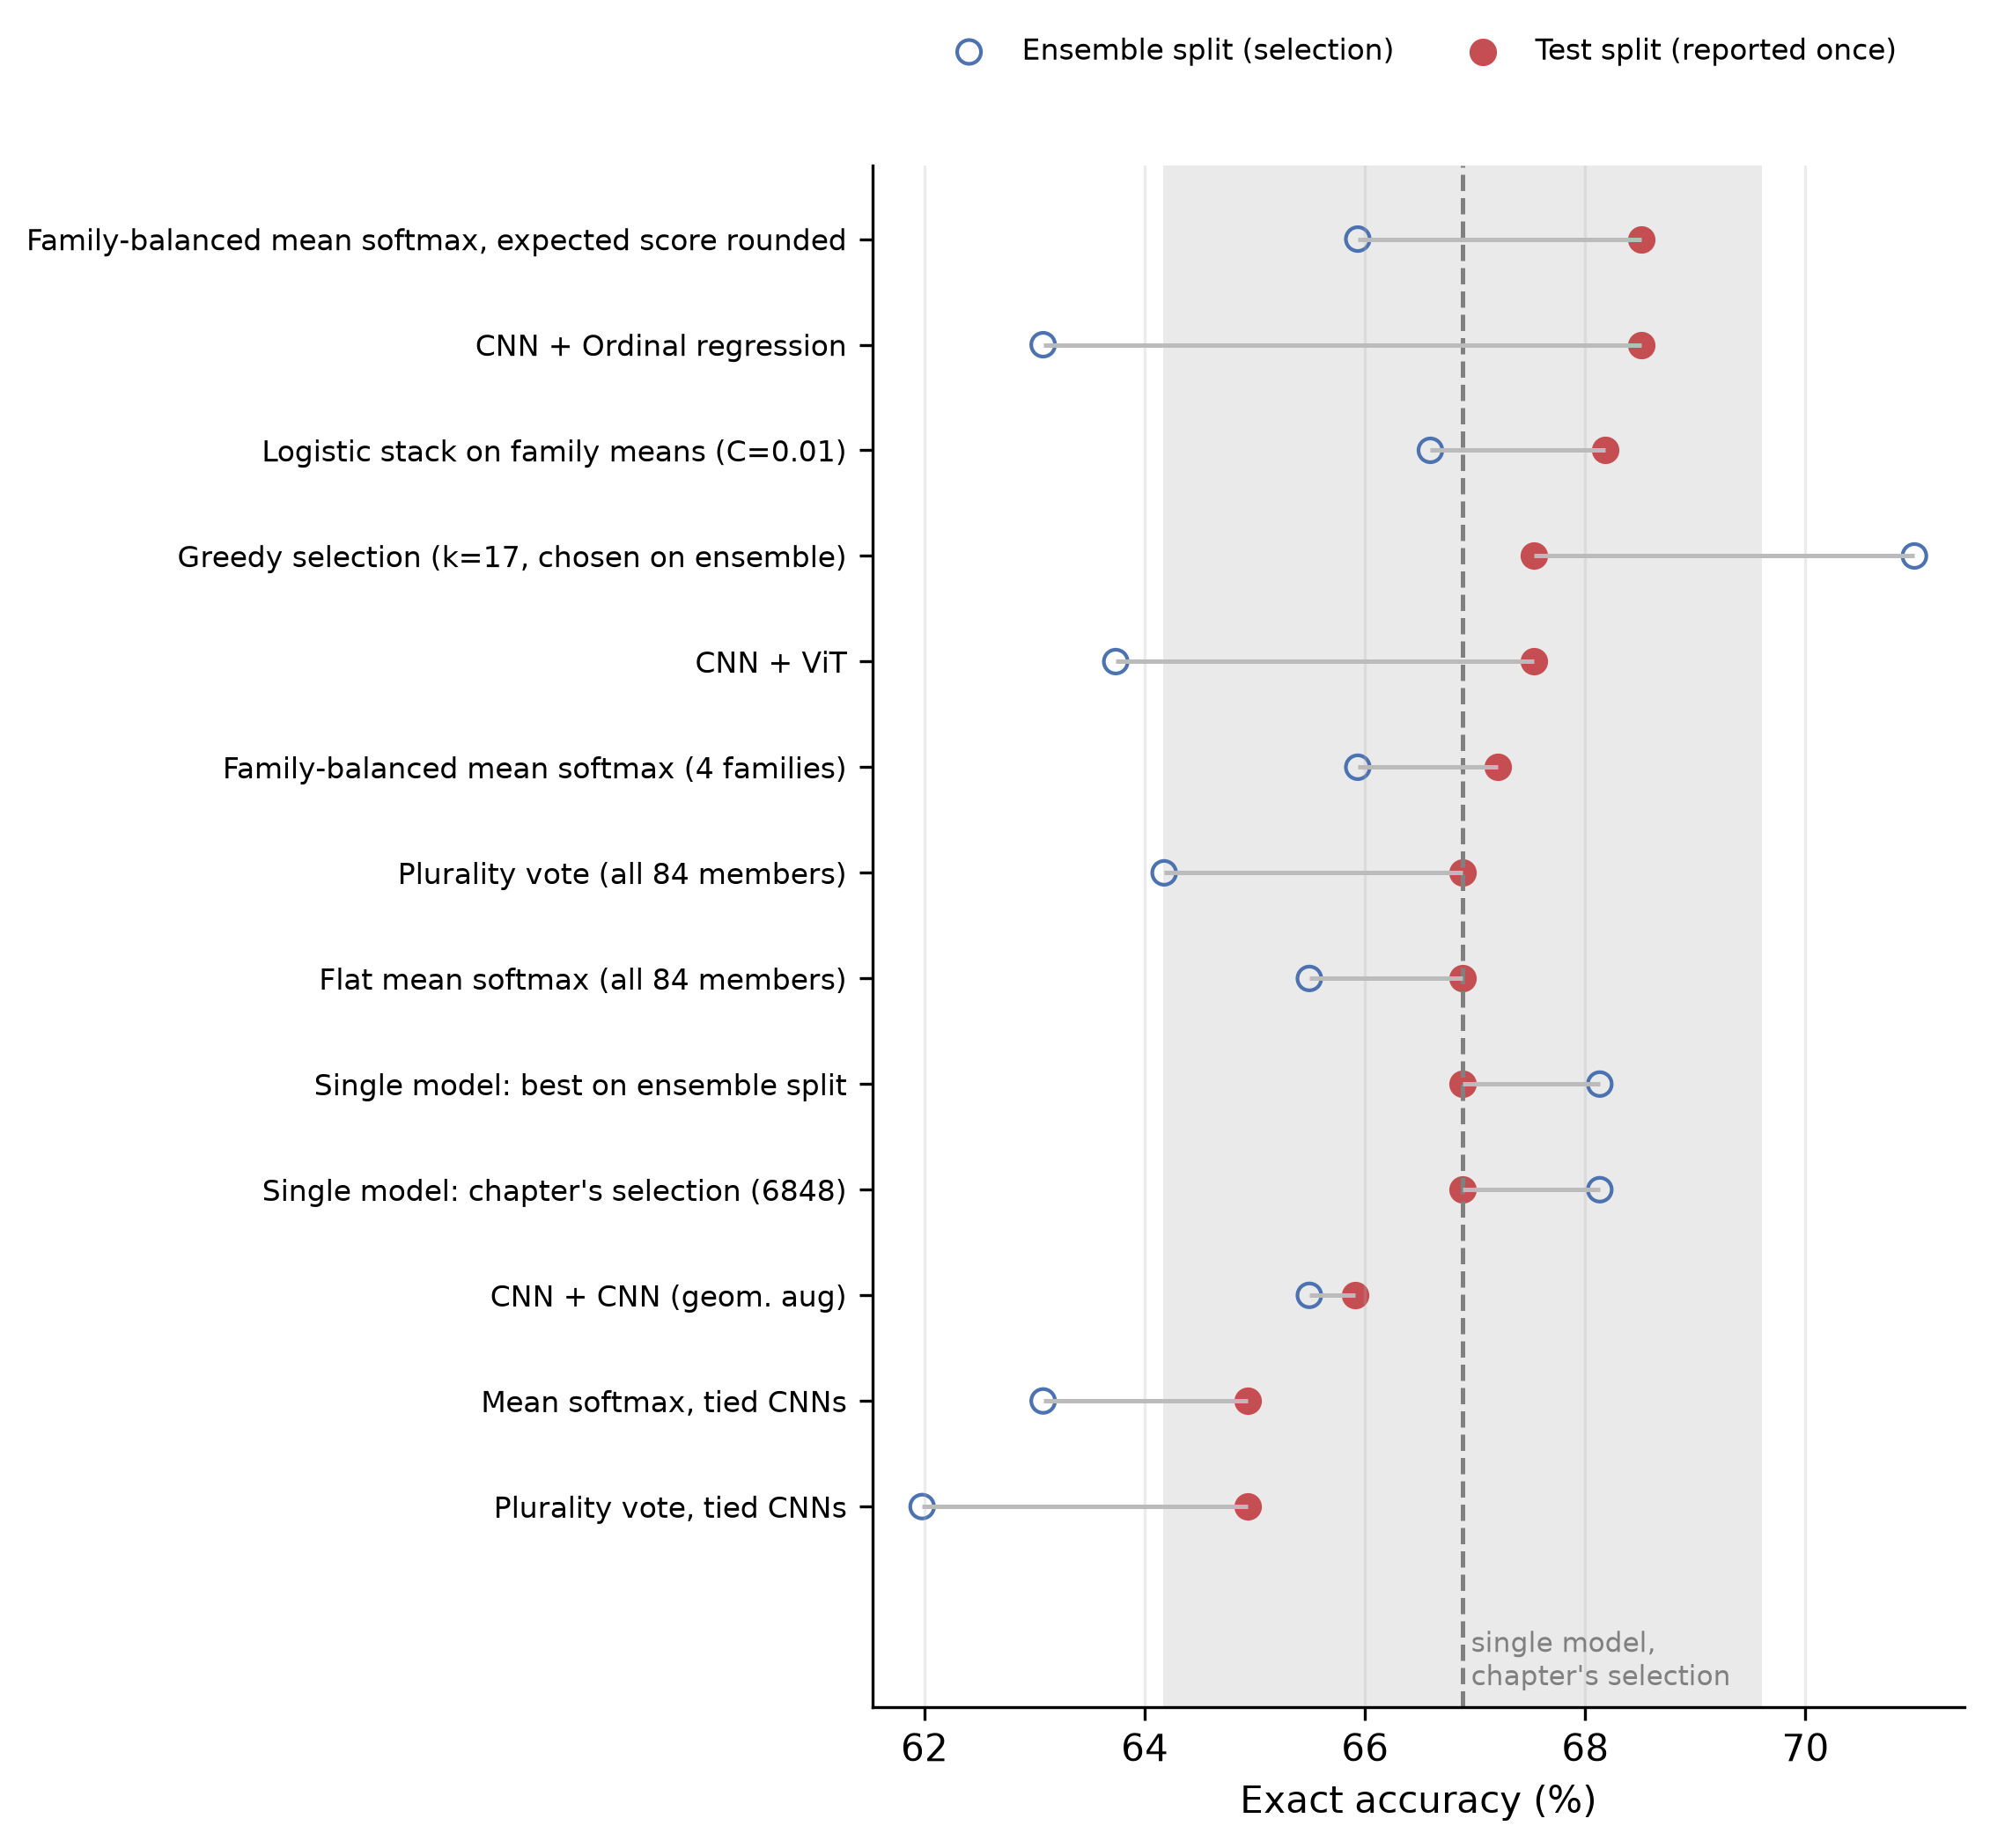 Ensemble split (selection)
Test split (reported once)
Family-balanced mean softmax, expected score rounded
CNN + Ordinal regression
Logistic stack on family means (C=0.01)
Greedy selection (k=17, chosen on ensemble)
CNN + ViT
Family-balanced mean softmax (4 families)
Plurality vote (all 84 members)
Flat mean softmax (all 84 members)
Single model: best on ensemble split
Single model: chapter's selection (6848)
CNN + CNN (geom. aug)
Mean softmax, tied CNNs
Plurality vote, tied CNNs
single model,
chapter's selection
62 64 66 68 70
Exact accuracy (%)